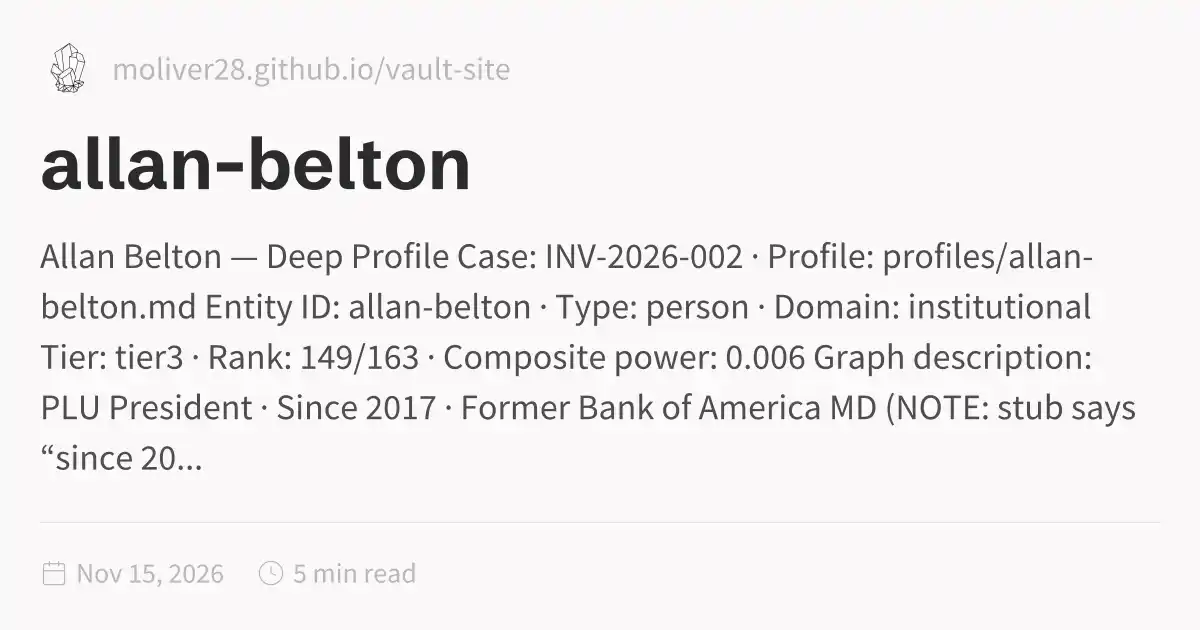 moliver28.github.io/vault-site
allan-belton
Allan Belton — Deep Profile Case: INV-2026-002 · Profile: profiles/allan-
belton.md Entity ID: allan-belton · Type: person · Domain: institutional
Tier: tier3 · Rank: 149/163 · Composite power: 0.006 Graph description:
PLU President · Since 2017 · Former Bank of America MD (NOTE: stub says
“since 20...
Nov 15, 2026 5 min read